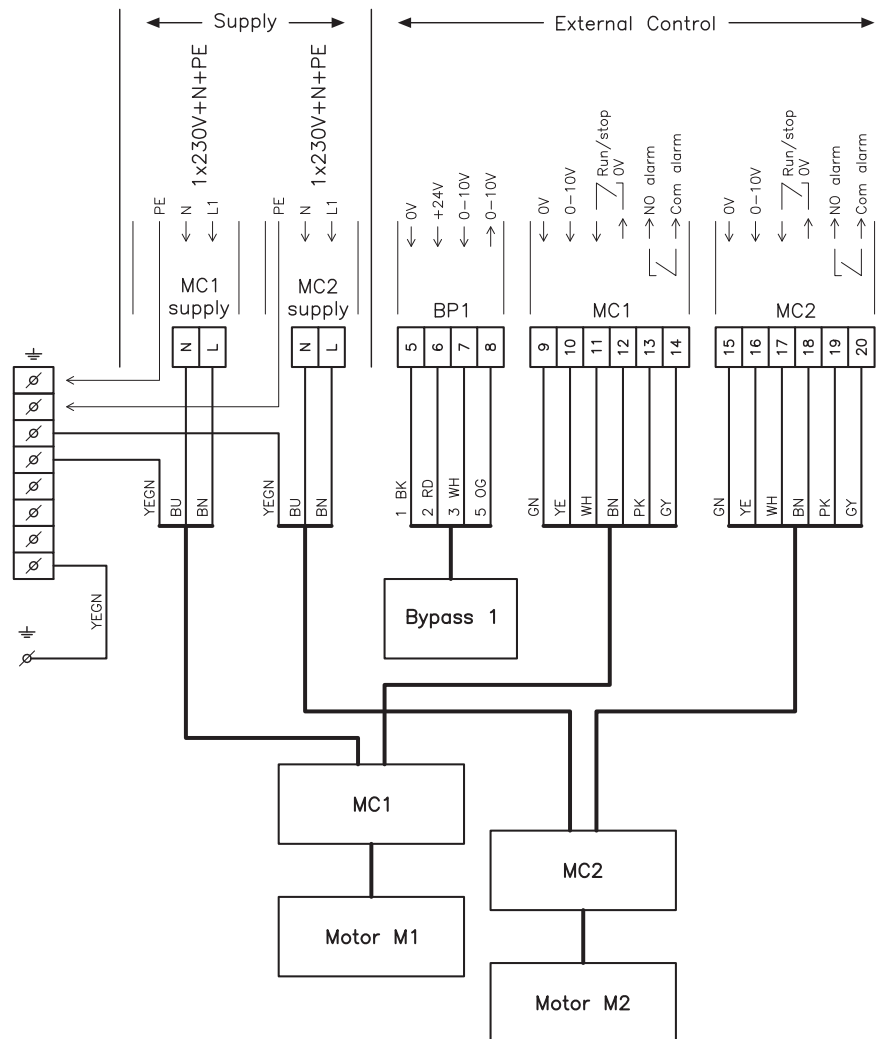 Supply
External Control
1x230V+N+PE
1x230V+N+PE
PE
N
L1
PE
N
L1
0V
+24V
0-10V
0-10V
0V
0-10V
Run/stop
0V
NO alarm
Com alarm
0V
0-10V
Run/stop
0V
NO alarm
Com alarm
MC1
supply
MC2
supply
BP1
MC1
MC2
N
L
N
L
5
6
7
8
9
10
11
12
13
14
15
16
17
18
19
20
YEGN
BU
BN
YEGN
BU
BN
1 BK
2 RD
3 WH
5 OG
GN
YE
WH
BN
PK
GY
GN
YE
WH
BN
PK
GY
YEGN
Bypass 1
MC1
MC2
Motor M1
Motor M2